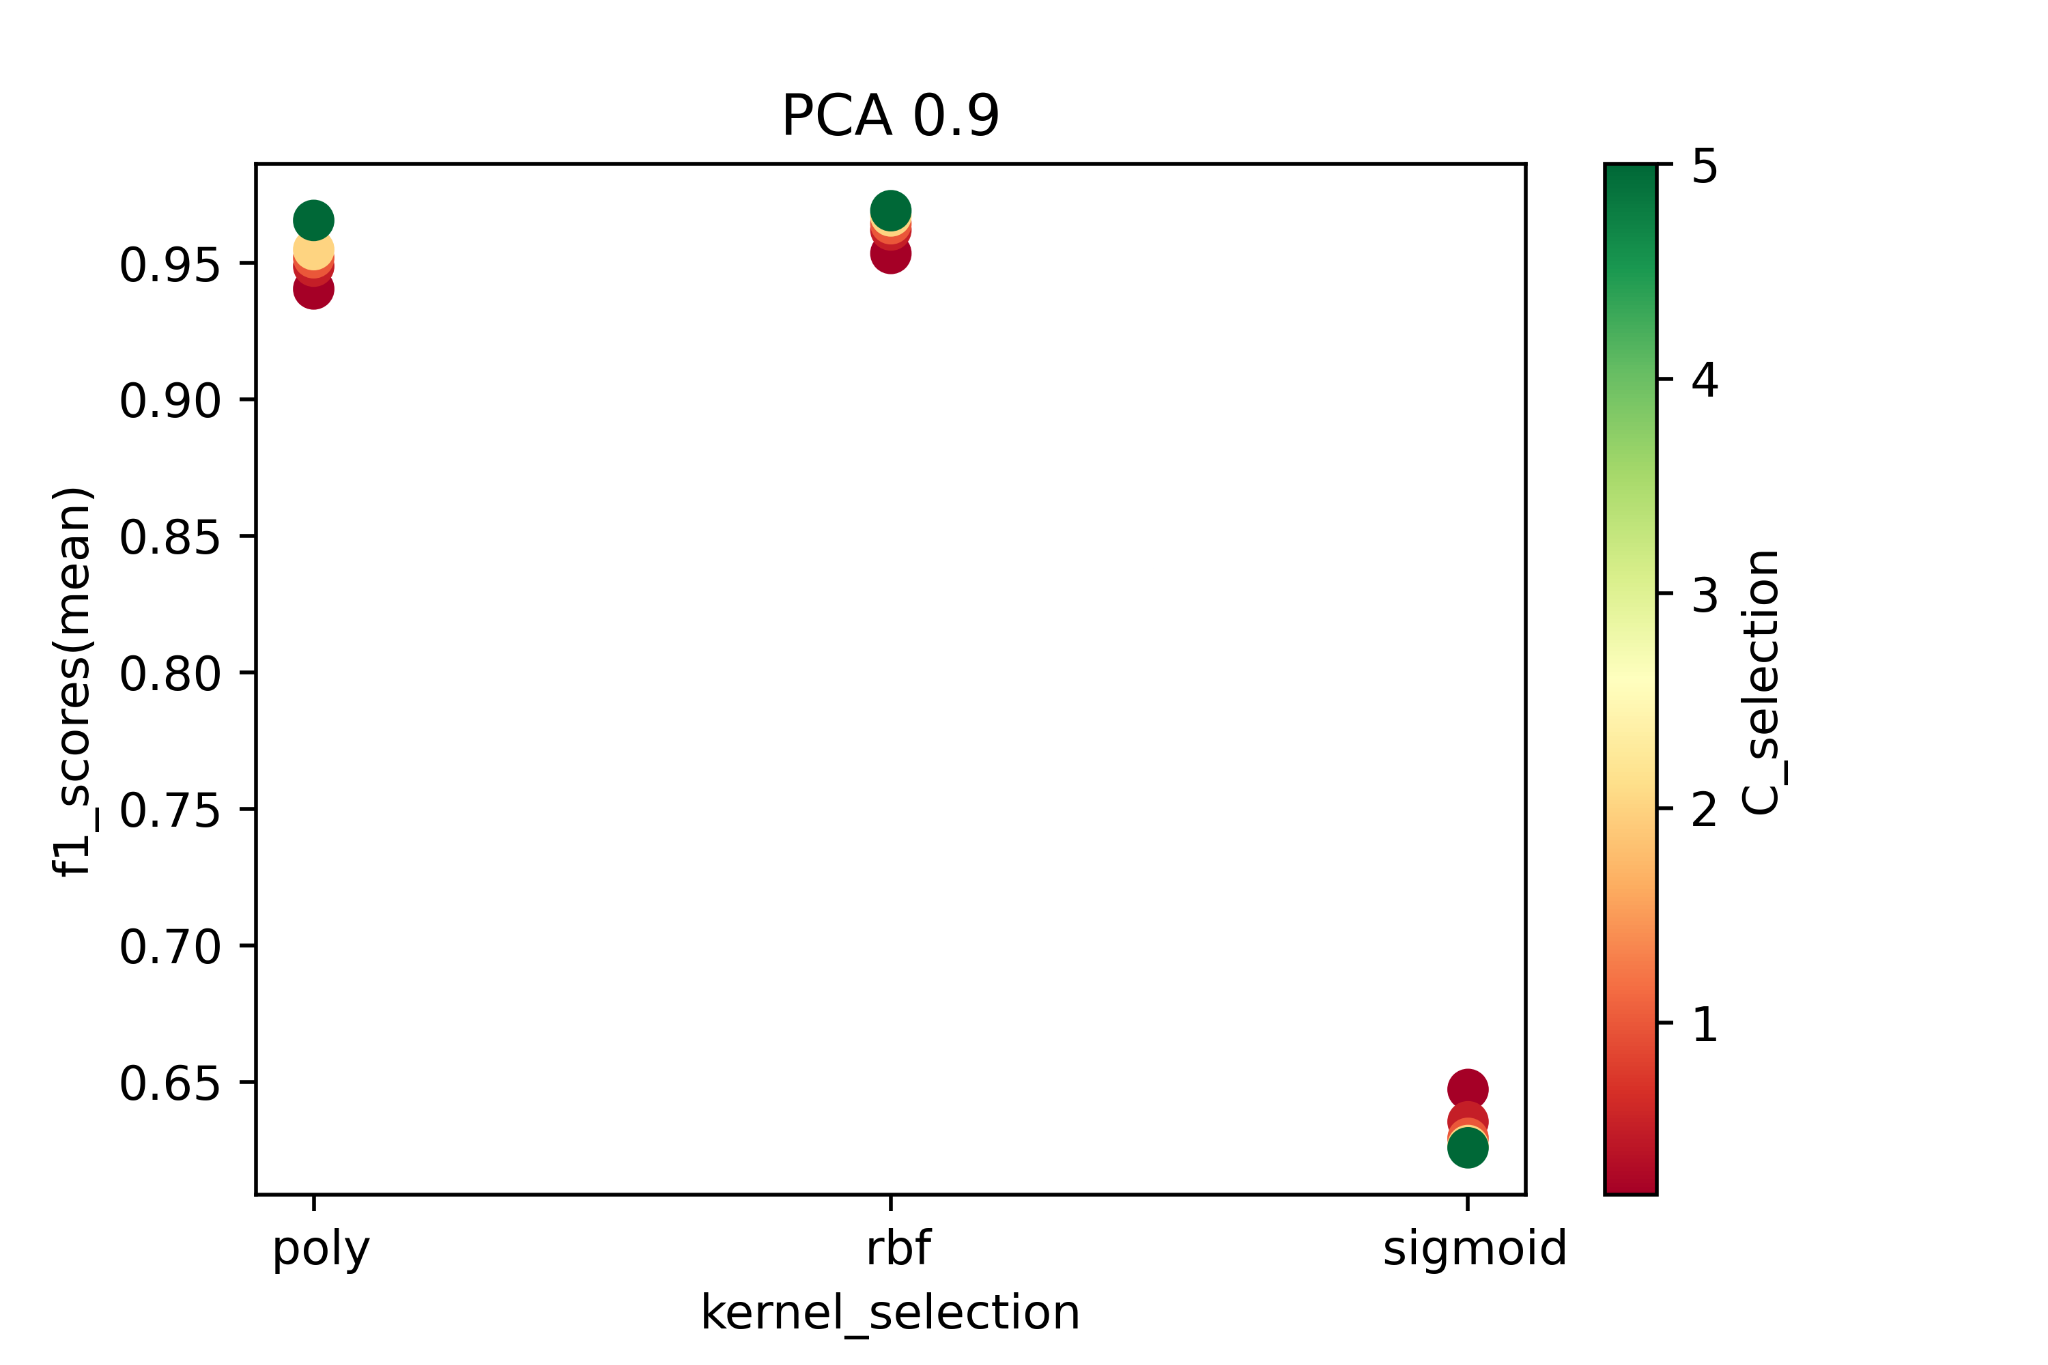 PCA 0.9
f1_scores(mean)
0.95
0.90
0.85
0.80
0.75
0.70
0.65
poly
rbf
sigmoid
kernel_selection
5
4
3
2
1
C_selection